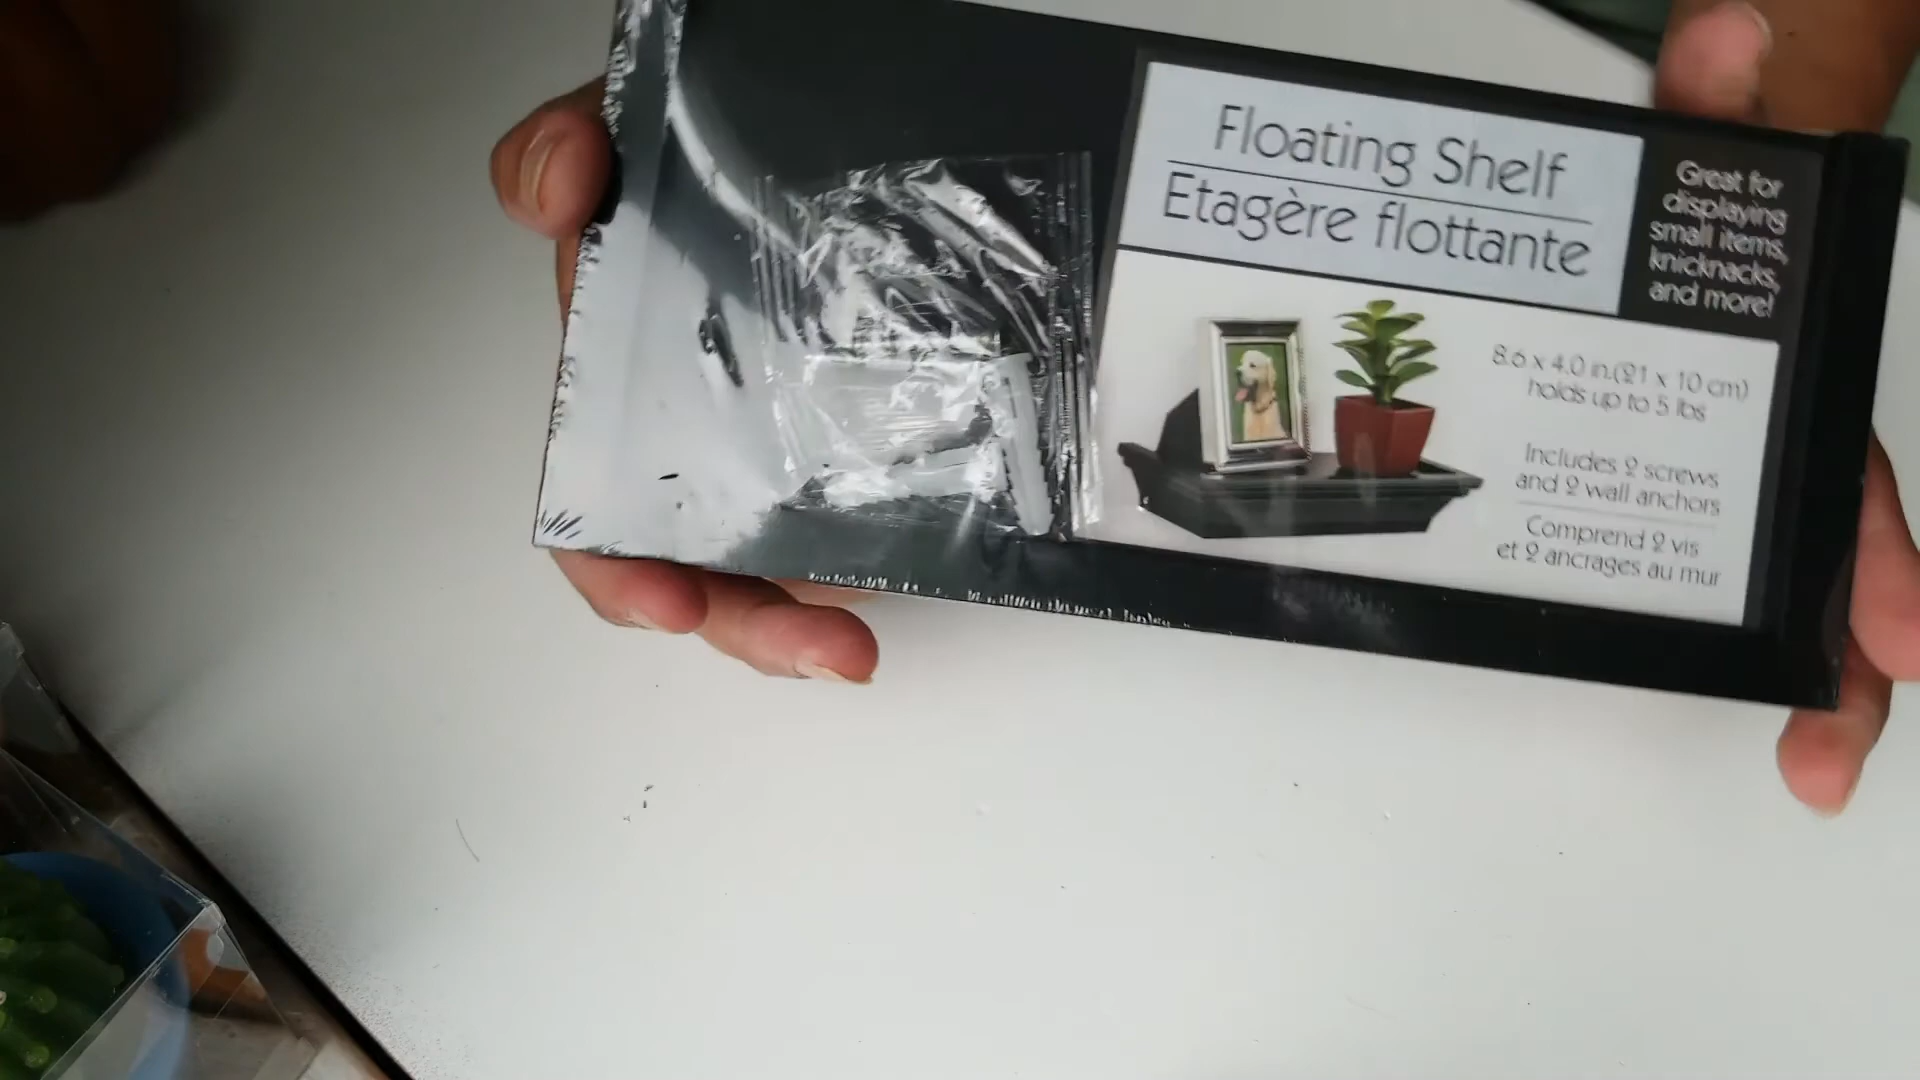 Floating Shelf
Etagère flottante
Great for
displaying
small items,
knicknacks,
and more!
8.6 x 4.0 in.(21 x 10 cm)
holds up to 5 lbs
Includes 2 screws
and 2 wall anchors
Comprend 2 vis
et 2 ancrages au mur